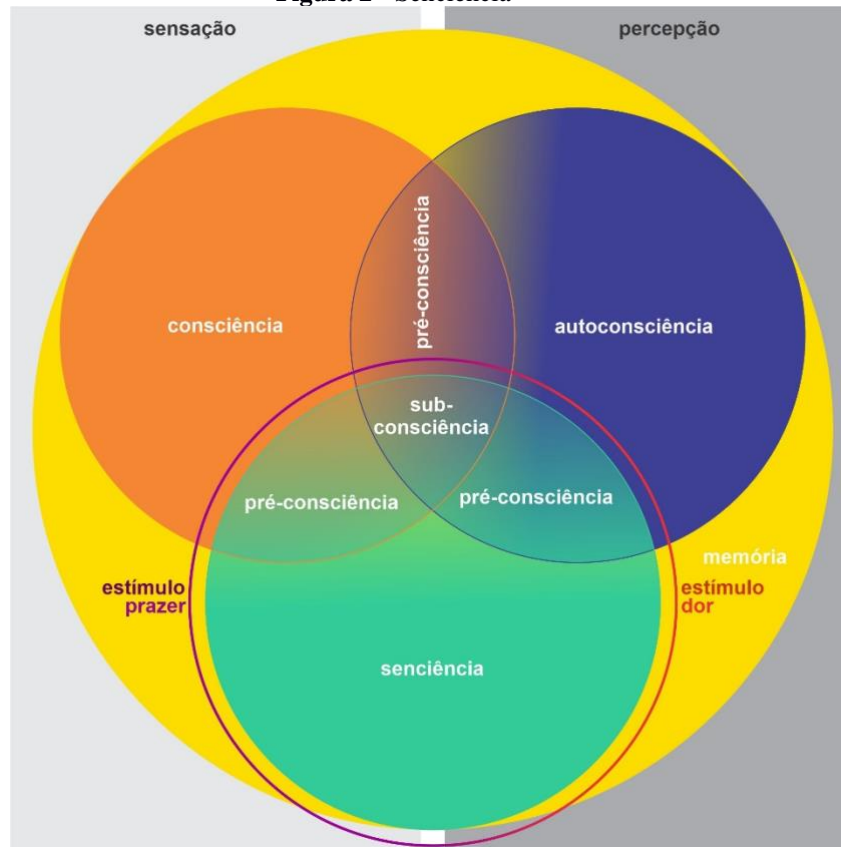 sensação
percepção
pré-consciência
consciência
autoconsciência
sub-
consciência
pré-consciência
pré-consciência
memória
estímulo
prazer
estímulo
dor
senciência